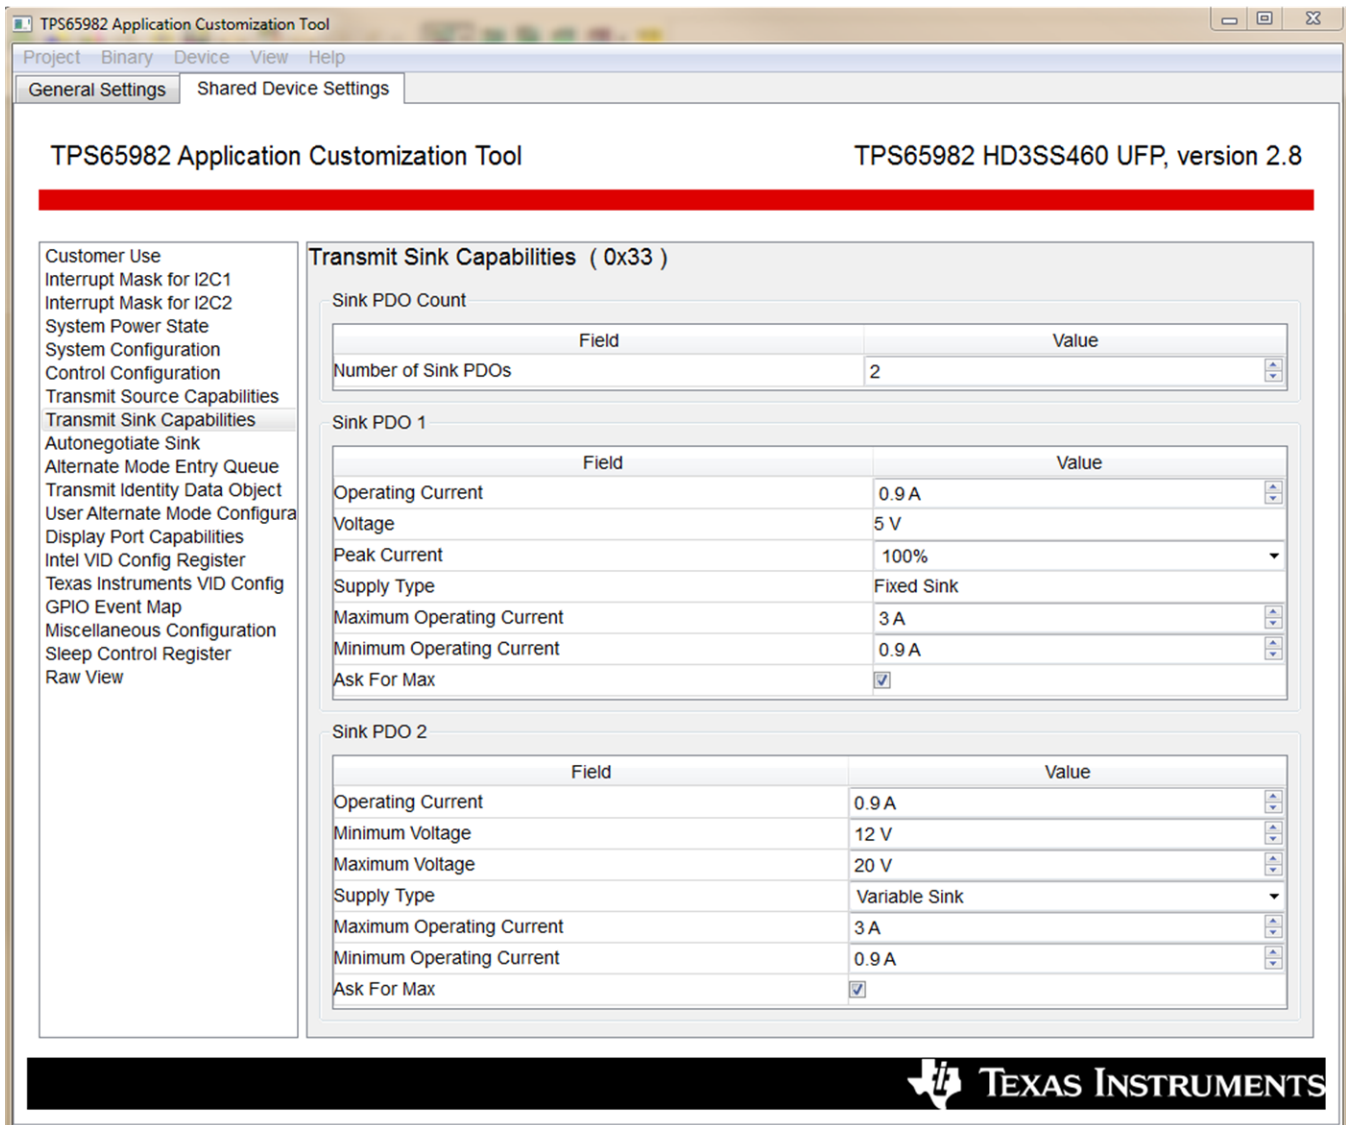 TPS65982 Application Customization Tool
Project Binary Device View Help
General Settings Shared Device Settings
TPS65982 Application Customization Tool
TPS65982 HD3SS460 UFP, version 2.8
Customer Use
Interrupt Mask for I2C1
Interrupt Mask for I2C2
System Power State
System Configuration
Control Configuration
Transmit Source Capabilities
Transmit Sink Capabilities
Autonegotiate Sink
Alternate Mode Entry Queue
Transmit Identity Data Object
User Alternate Mode Configura
Display Port Capabilities
Intel VID Config Register
Texas Instruments VID Config
GPIO Event Map
Miscellaneous Configuration
Sleep Control Register
Raw View
Transmit Sink Capabilities ( 0x33 )
Sink PDO Count
Field Value
Number of Sink PDOs 2
Sink PDO 1
Field Value
Operating Current 0.9 A
Voltage 5 V
Peak Current 100%
Supply Type Fixed Sink
Maximum Operating Current 3 A
Minimum Operating Current 0.9 A
Ask For Max
Sink PDO 2
Field Value
Operating Current 0.9 A
Minimum Voltage 12 V
Maximum Voltage 20 V
Supply Type Variable Sink
Maximum Operating Current 3 A
Minimum Operating Current 0.9 A
Ask For Max
TEXAS INSTRUMENTS